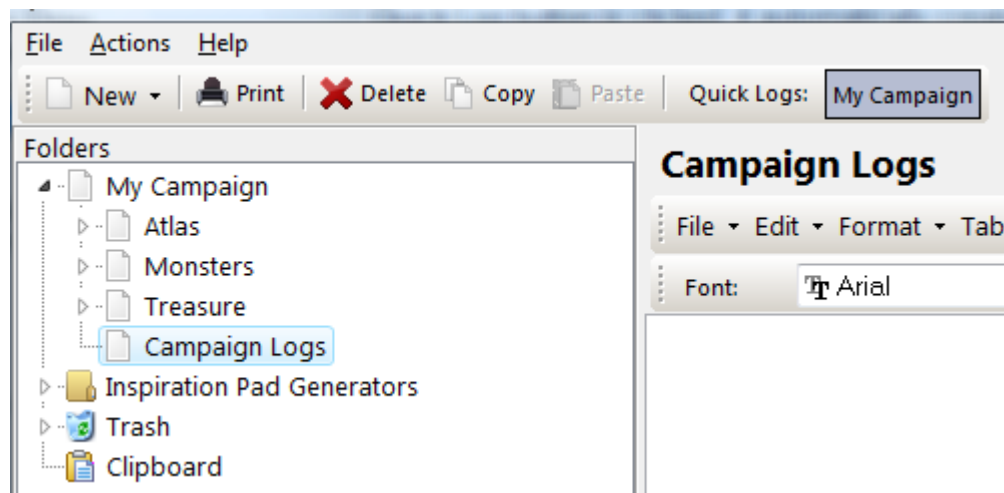 File Actions Help
New Print Delete Copy Paste Quick Logs: My Campaign
Folders
My Campaign
Atlas
Monsters
Treasure
Campaign Logs
Inspiration Pad Generators
Trash
Clipboard
Campaign Logs
File Edit Format Tab
Font: Arial